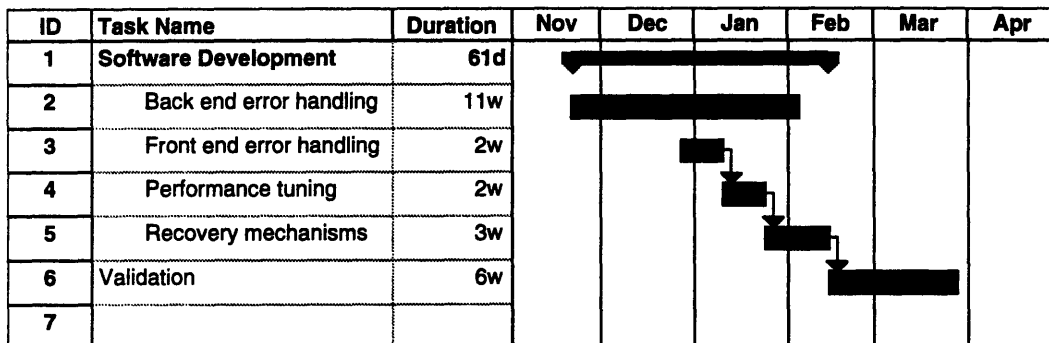 ID Task Name Duration Nov Dec Jan Feb Mar Apr
1 Software Development 61d
2 Back end error handling 11w
3 Front end error handling 2w
4 Performance tuning 2w
5 Recovery mechanisms 3w
6 Validation 6w
7